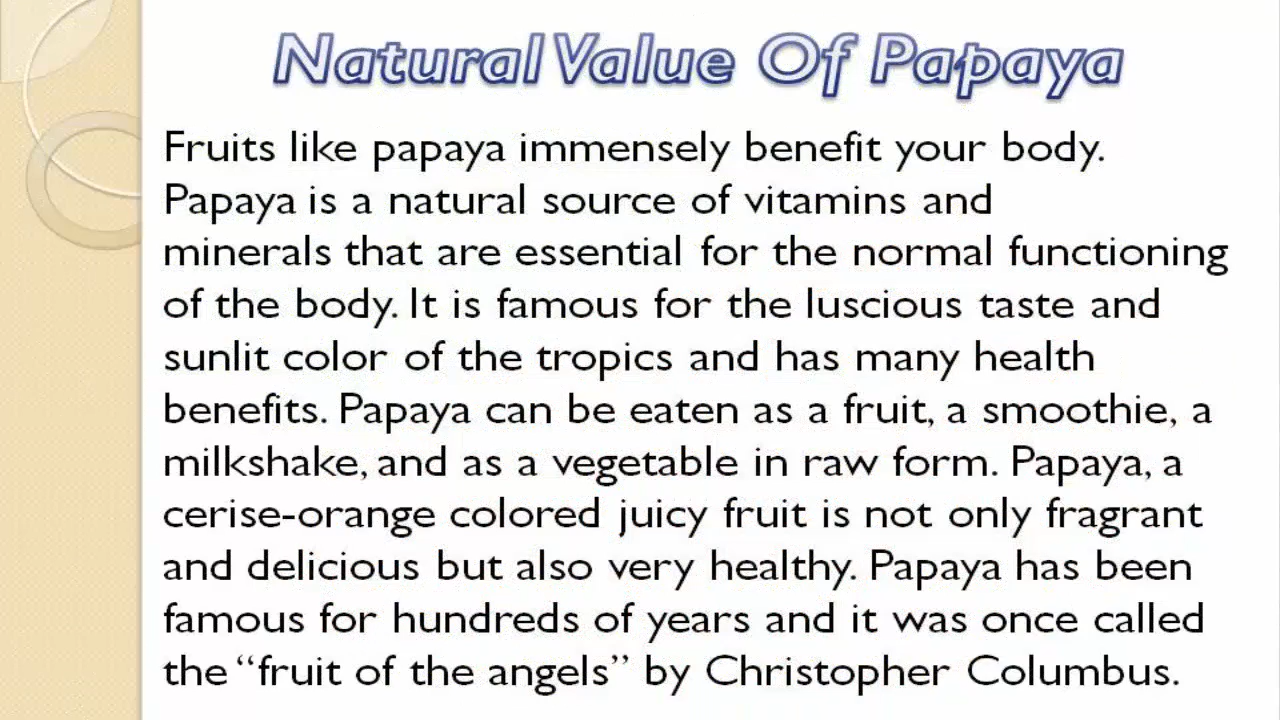 Natural Value Of Papaya
Fruits like papaya immensely benefit your body.
Papaya is a natural source of vitamins and
minerals that are essential for the normal functioning
of the body. It is famous for the luscious taste and
sunlit color of the tropics and has many health
benefits. Papaya can be eaten as a fruit, a smoothie, a
milkshake, and as a vegetable in raw form. Papaya, a
cerise-orange colored juicy fruit is not only fragrant
and delicious but also very healthy. Papaya has been
famous for hundreds of years and it was once called
the “fruit of the angels” by Christopher Columbus.